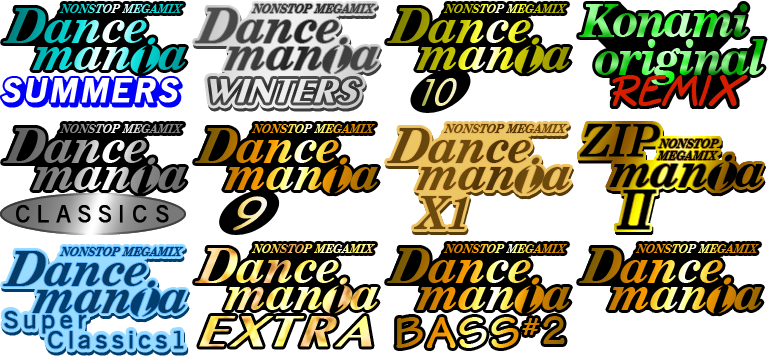 NONSTOP MEGAMIX
Dance
mania
SUMMERS
NONSTOP MEGAMIX
Dance
mania
WINTERS
NONSTOP MEGAMIX
Dance
mania
10
Konami
original
REMIX
NONSTOP MEGAMIX
Dance
mania
CLASSICS
NONSTOP MEGAMIX
Dance
mania
9
NONSTOP MEGAMIX
Dance
mania
X1
ZIP
NONSTOP
MEGAMIX
mania
II
NONSTOP MEGAMIX
Dance
mania
Super
Classics1
NONSTOP MEGAMIX
Dance
mania
EXTRA
NONSTOP MEGAMIX
Dance
mania
BASS#2
NONSTOP MEGAMIX
Dance
mania